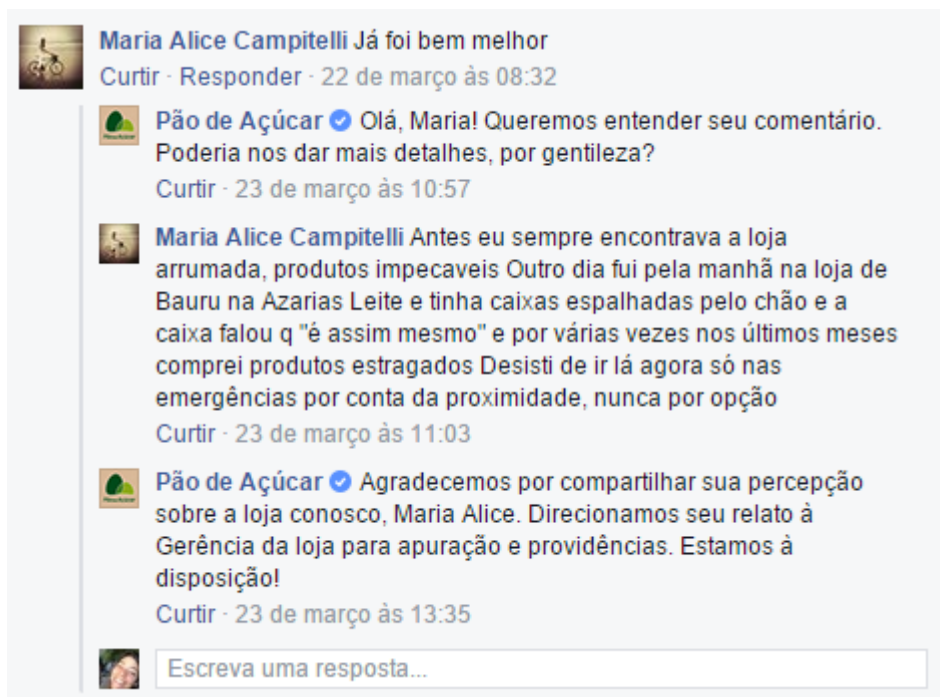 Maria Alice Campitelli Já foi bem melhor
Curtir · Responder · 22 de março às 08:32
Pão de Açúcar Olá, Maria! Queremos entender seu comentário.
Poderia nos dar mais detalhes, por gentileza?
Curtir · 23 de março às 10:57
Maria Alice Campitelli Antes eu sempre encontrava a loja
arrumada, produtos impecaveis Outro dia fui pela manhã na loja de
Bauru na Azarias Leite e tinha caixas espalhadas pelo chão e a
caixa falou q "é assim mesmo" e por várias vezes nos últimos meses
comprei produtos estragados Desisti de ir lá agora só nas
emergências por conta da proximidade, nunca por opção
Curtir · 23 de março às 11:03
Pão de Açúcar Agradecemos por compartilhar sua percepção
sobre a loja conosco, Maria Alice. Direcionamos seu relato à
Gerência da loja para apuração e providências. Estamos à
disposição!
Curtir · 23 de março às 13:35
Escreva uma resposta...